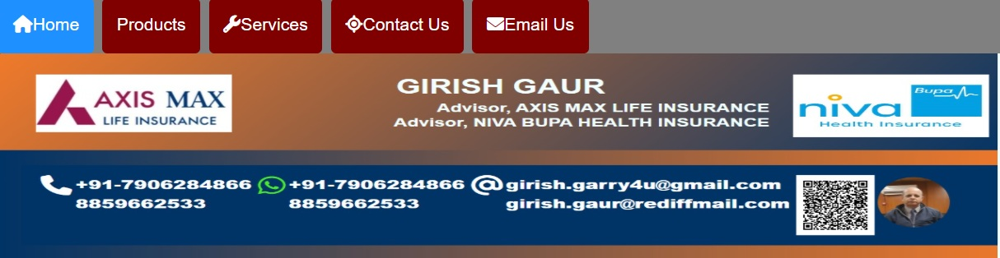 Home Products Services Contact Us Email Us
AXIS MAX
LIFE INSURANCE
GIRISH GAUR
Advisor, AXIS MAX LIFE INSURANCE
Advisor, NIVA BUPA HEALTH INSURANCE
Bupa
niva
Health Insurance
+91-7906284866 +91-7906284866 girish.garry4u@gmail.com
8859662533 8859662533 girish.gaur@rediffmail.com